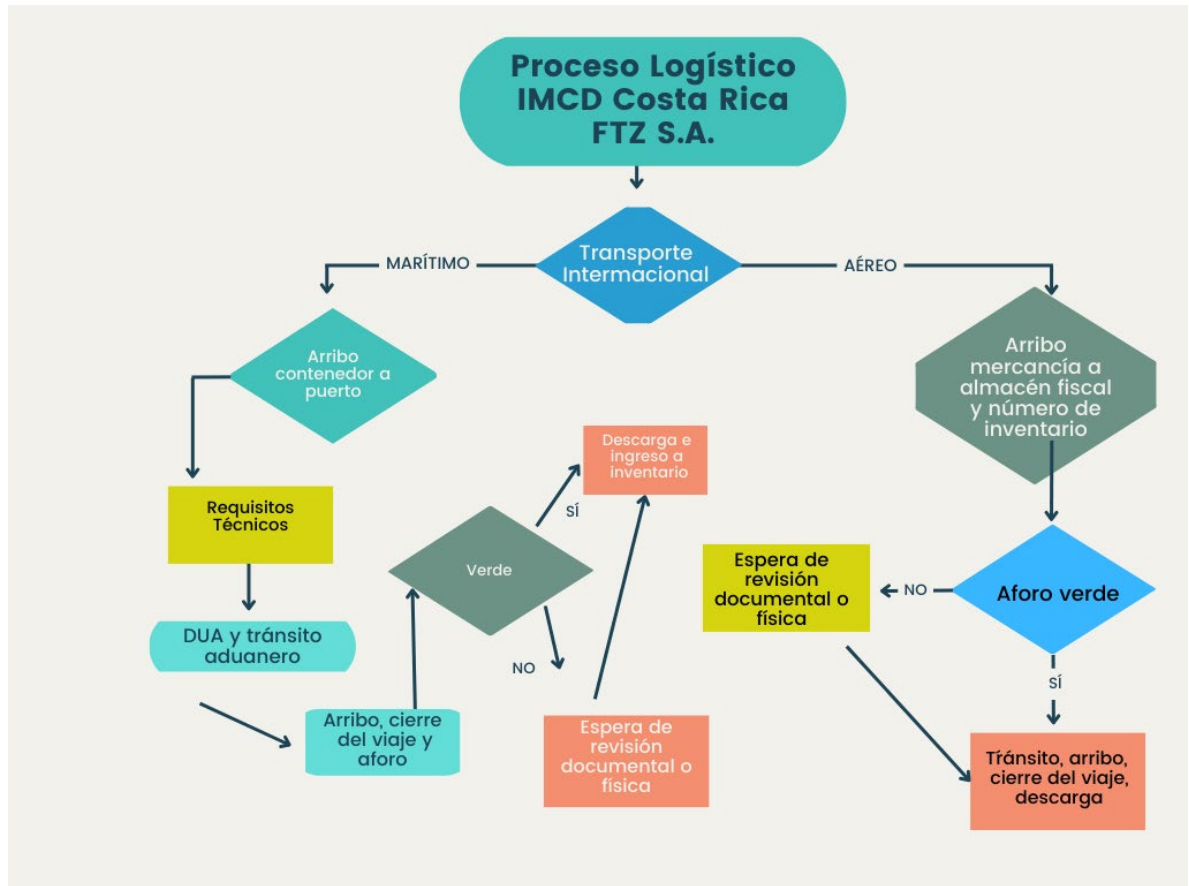 Proceso Logístico
IMCD Costa Rica
FTZ S.A.
Transporte
Intermacional
MARÍTIMO
AÉREO
Arribo
contenedor a
puerto
Arribo
mercancía a
almacén fiscal
y número de
inventario
Requisitos
Técnicos
DUA y tránsito
aduanero
Arribo, cierre
del viaje y
aforo
Verde
SÍ
NO
Descarga e
ingreso a
inventario
Espera de
revisión
documental o
física
Aforo verde
NO
SÍ
Espera de
revisión
documental o
física
Tránsito, arribo,
cierre del viaje,
descarga